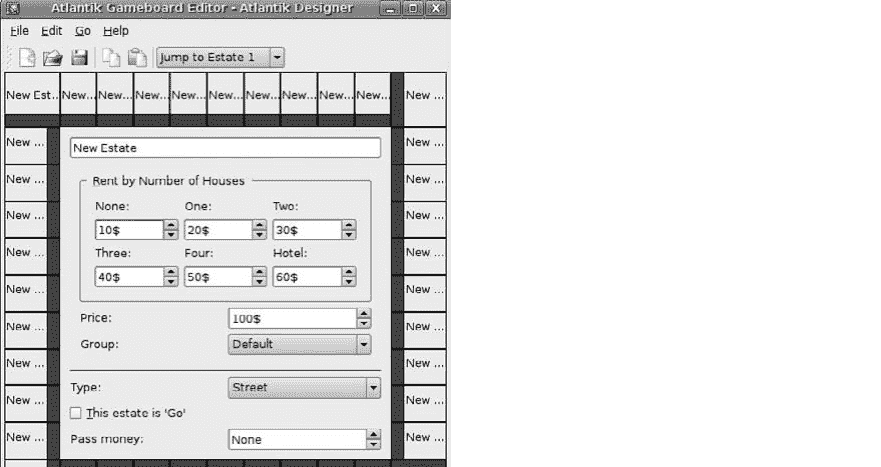 Atlantik Gameboard Editor - Atlantik Designer
File Edit Go Help
Jump to Estate 1
New Est.. New... New... New... New... New... New... New... New... New... New ...
New ... New ...
New Estate
New ... New ...
Rent by Number of Houses
None: One: Two:
New ... New ...
10$ 20$ 30$
New ... New ...
Three: Four: Hotel:
40$ 50$ 60$
New ... New ...
Price: 100$
New ... New ...
Group: Default
New ... New ...
Type: Street
New ... New ...
This estate is 'Go'
New ... New ...
Pass money: None